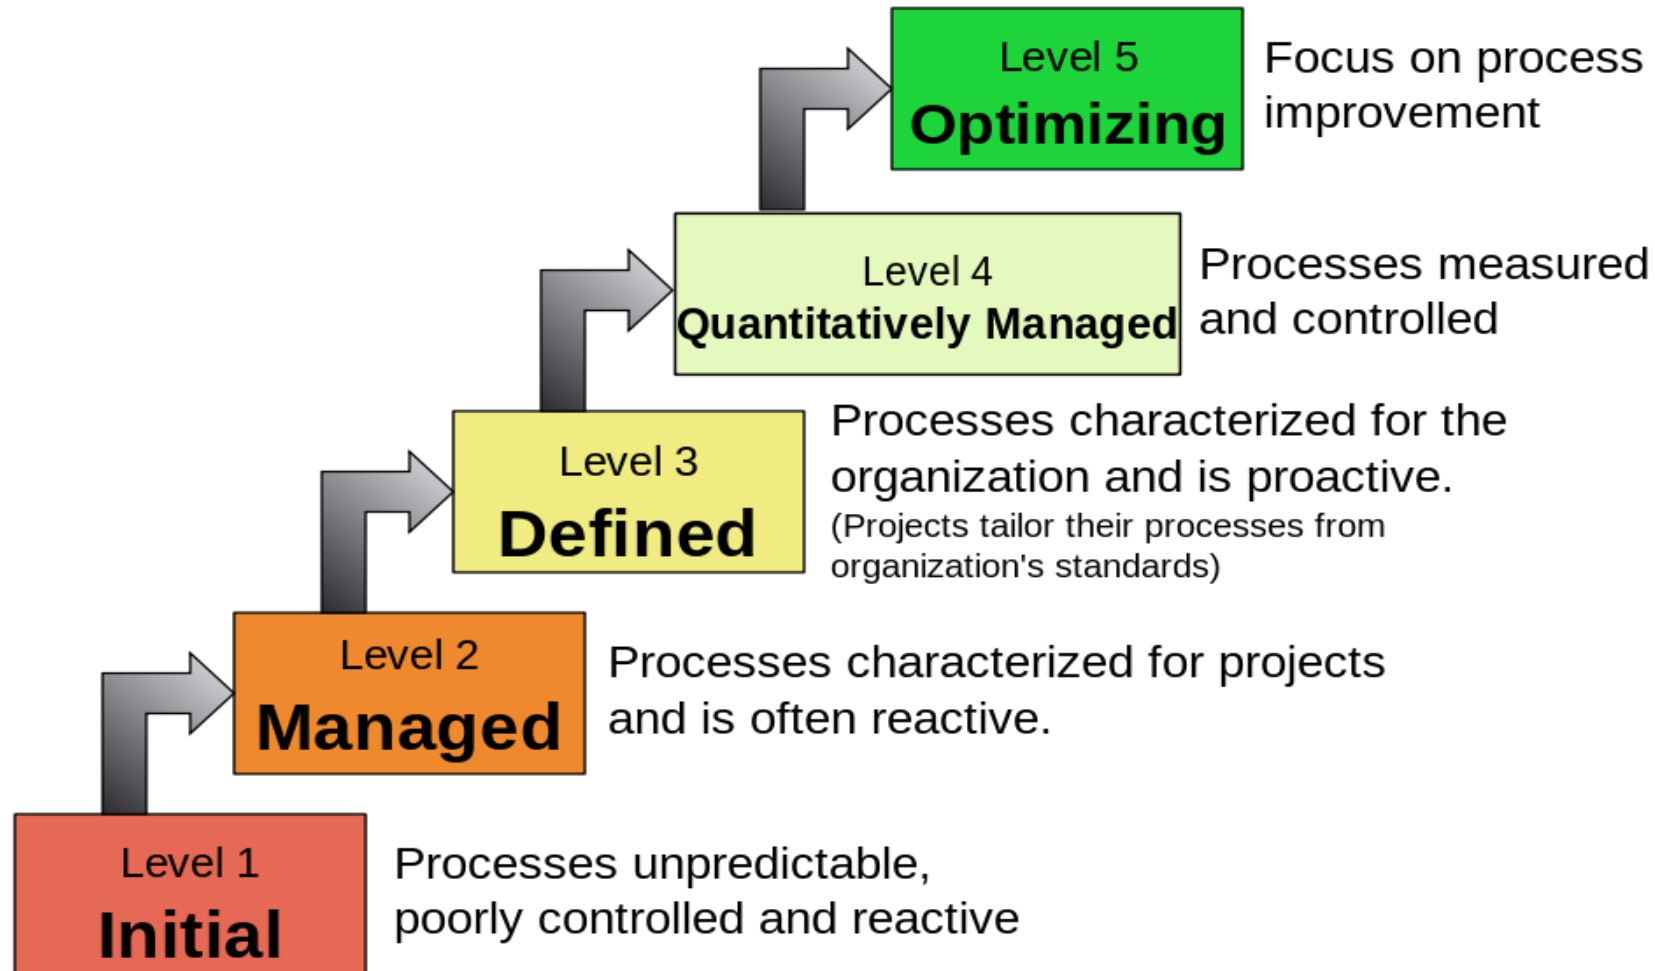 Level 5
Optimizing
Focus on process
improvement
Level 4
Quantitatively Managed
Processes measured
and controlled
Level 3
Defined
Processes characterized for the
organization and is proactive.
(Projects tailor their processes from
organization's standards)
Level 2
Managed
Processes characterized for projects
and is often reactive.
Level 1
Initial
Processes unpredictable,
poorly controlled and reactive